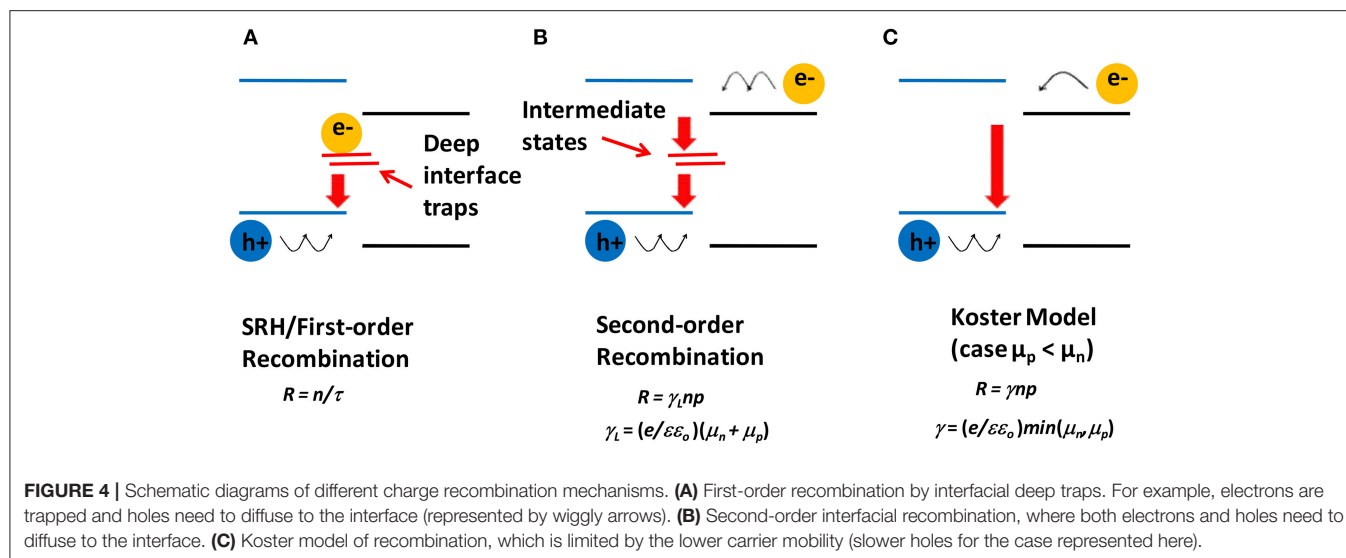 A
B
C
e-
Deep
interface
traps
h+
SRH/First-order
Recombination
R = n/τ
e-
Intermediate
states
h+
Second-order
Recombination
R = γLnp
γL = (e/εεo)(μn + μp)
e-
h+
Koster Model
(case μp < μn)
R = γnp
γ = (e/εεo)min(μn, μp)
FIGURE 4 | Schematic diagrams of different charge recombination mechanisms. (A) First-order recombination by interfacial deep traps. For example, electrons are
trapped and holes need to diffuse to the interface (represented by wiggly arrows). (B) Second-order interfacial recombination, where both electrons and holes need to
diffuse to the interface. (C) Koster model of recombination, which is limited by the lower carrier mobility (slower holes for the case represented here).